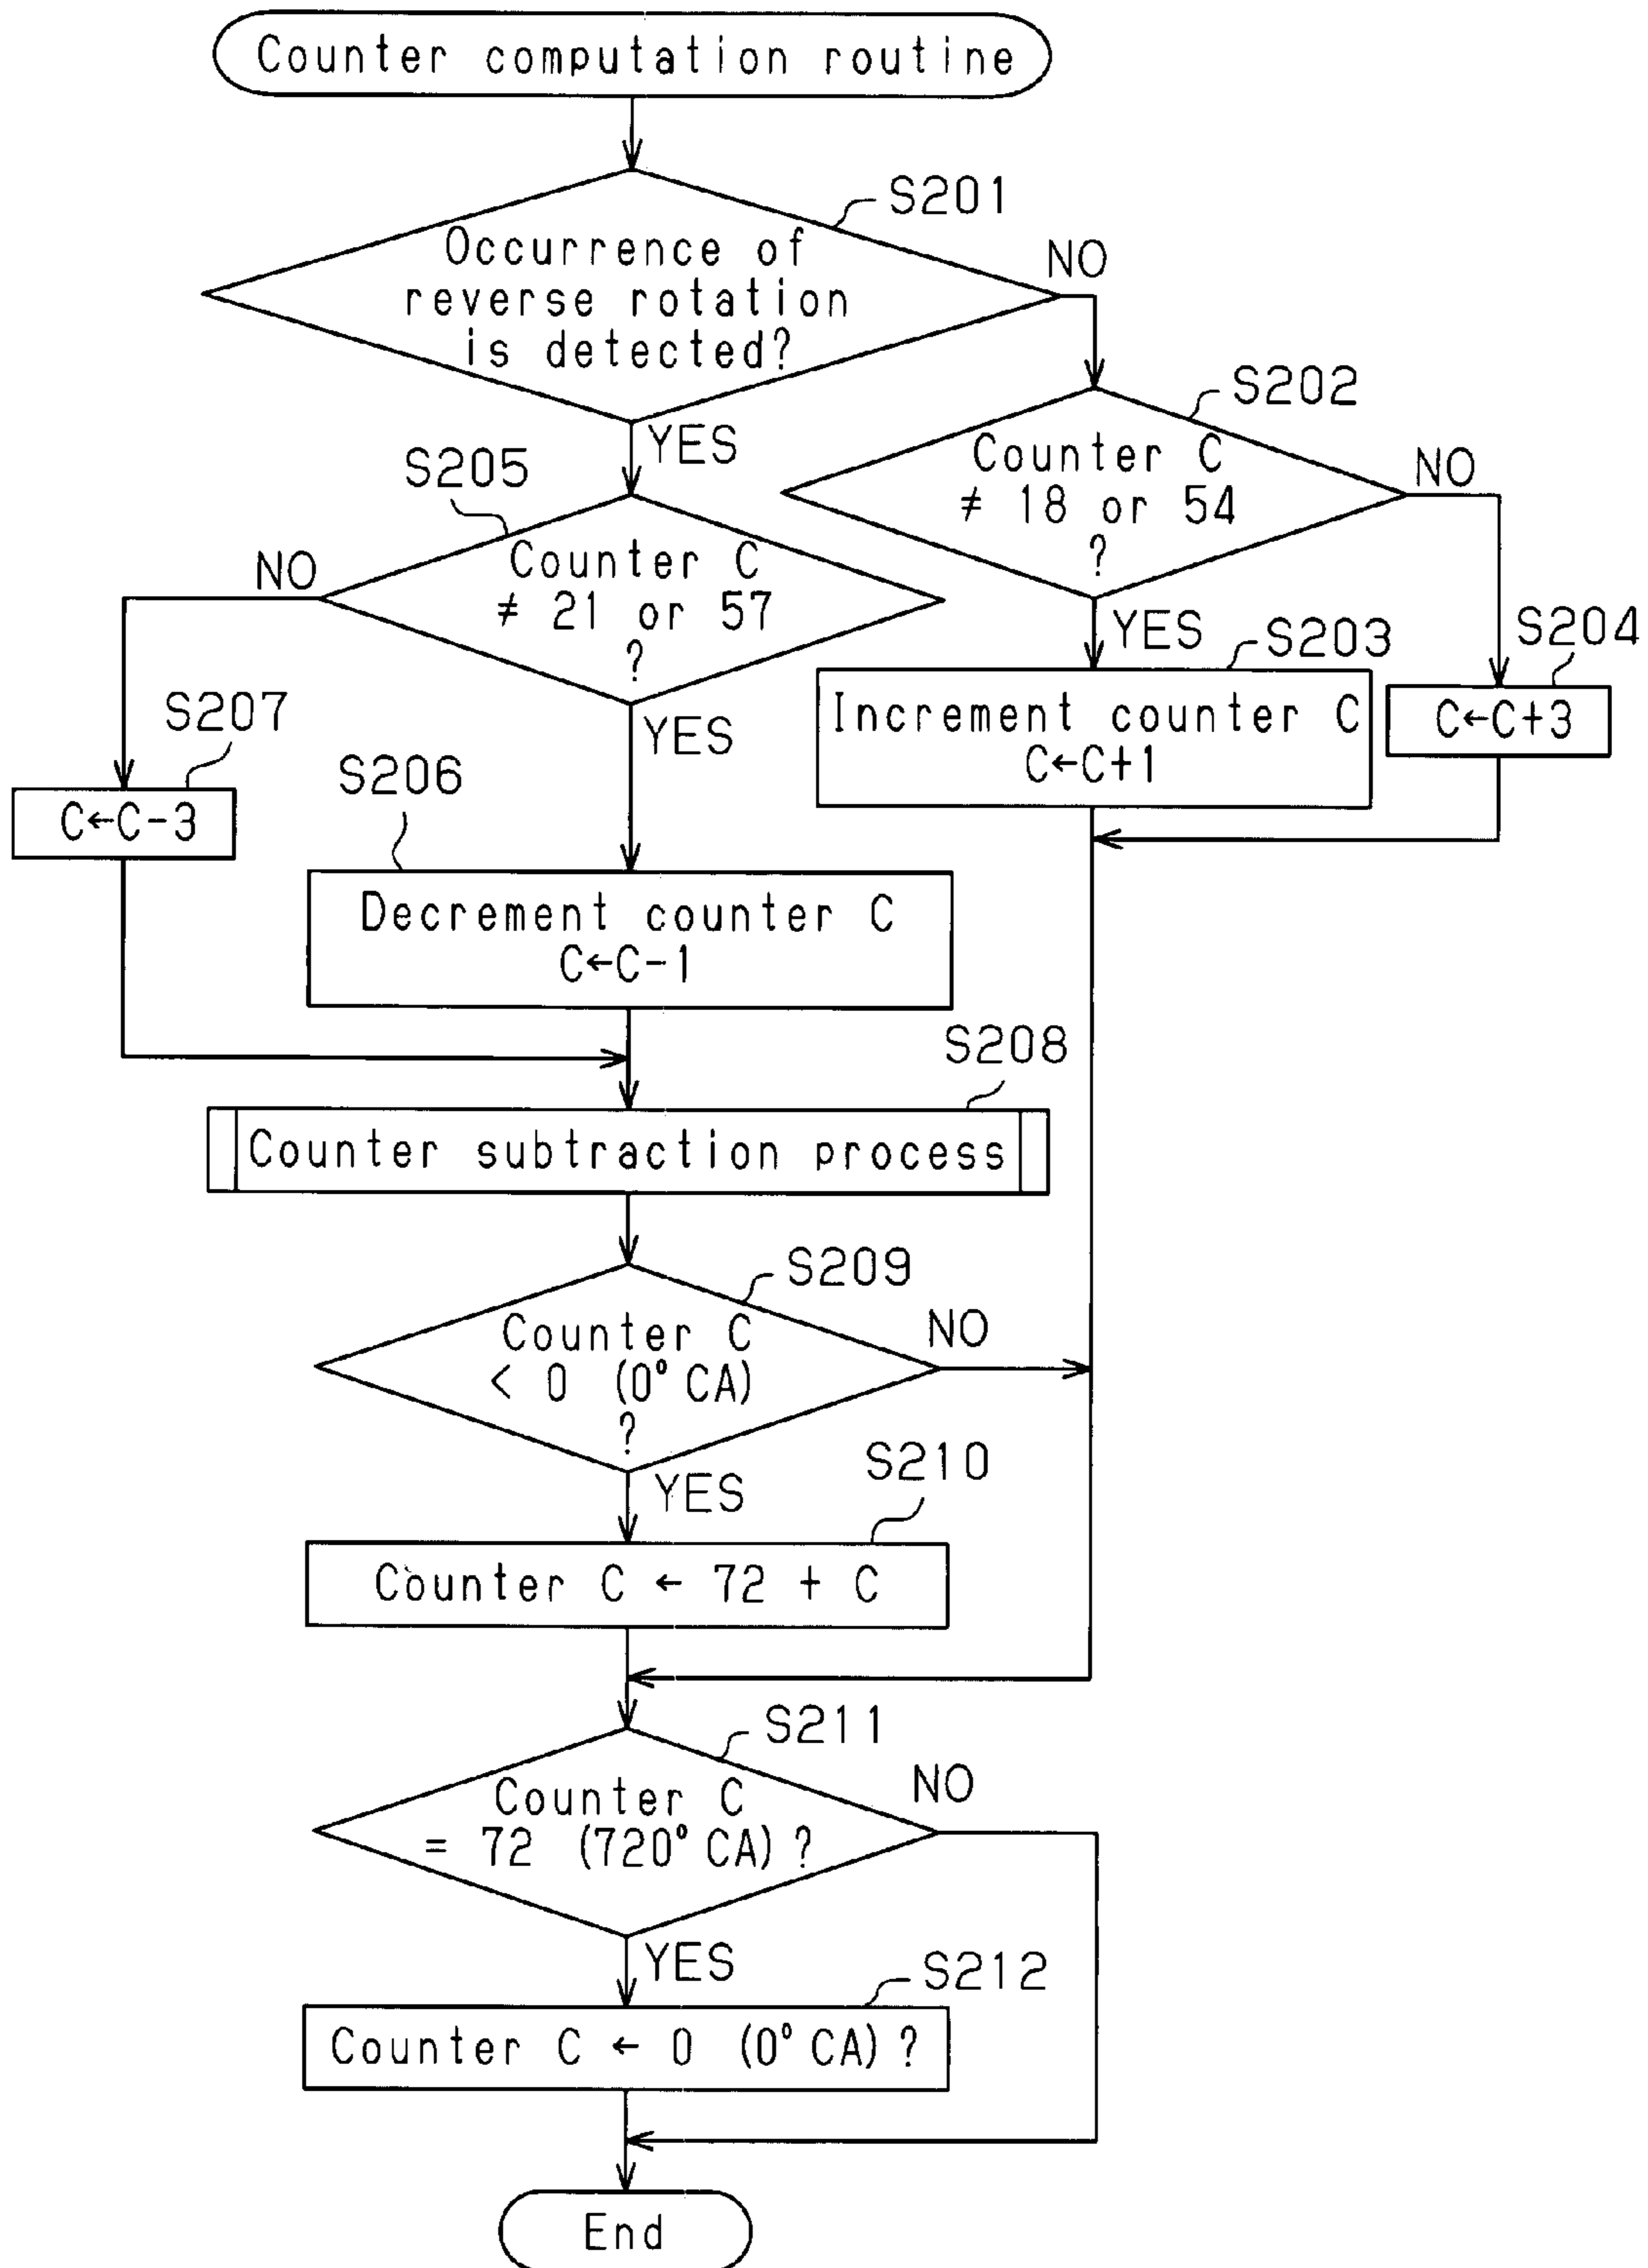 Counter computation routine
S201
Occurrence of
reverse rotation
is detected?
NO
YES
S202
Counter C
≠ 18 or 54
?
NO
YES
S205
Counter C
≠ 21 or 57
?
NO
YES
S203
Increment counter C
C←C+1
S204
C←C+3
S207
C←C-3
S206
Decrement counter C
C←C-1
S208
Counter subtraction process
S209
Counter C
< 0 (0° CA)
?
NO
YES
S210
Counter C ← 72 + C
S211
Counter C
= 72 (720° CA) ?
NO
YES
S212
Counter C ← 0 (0° CA) ?
End